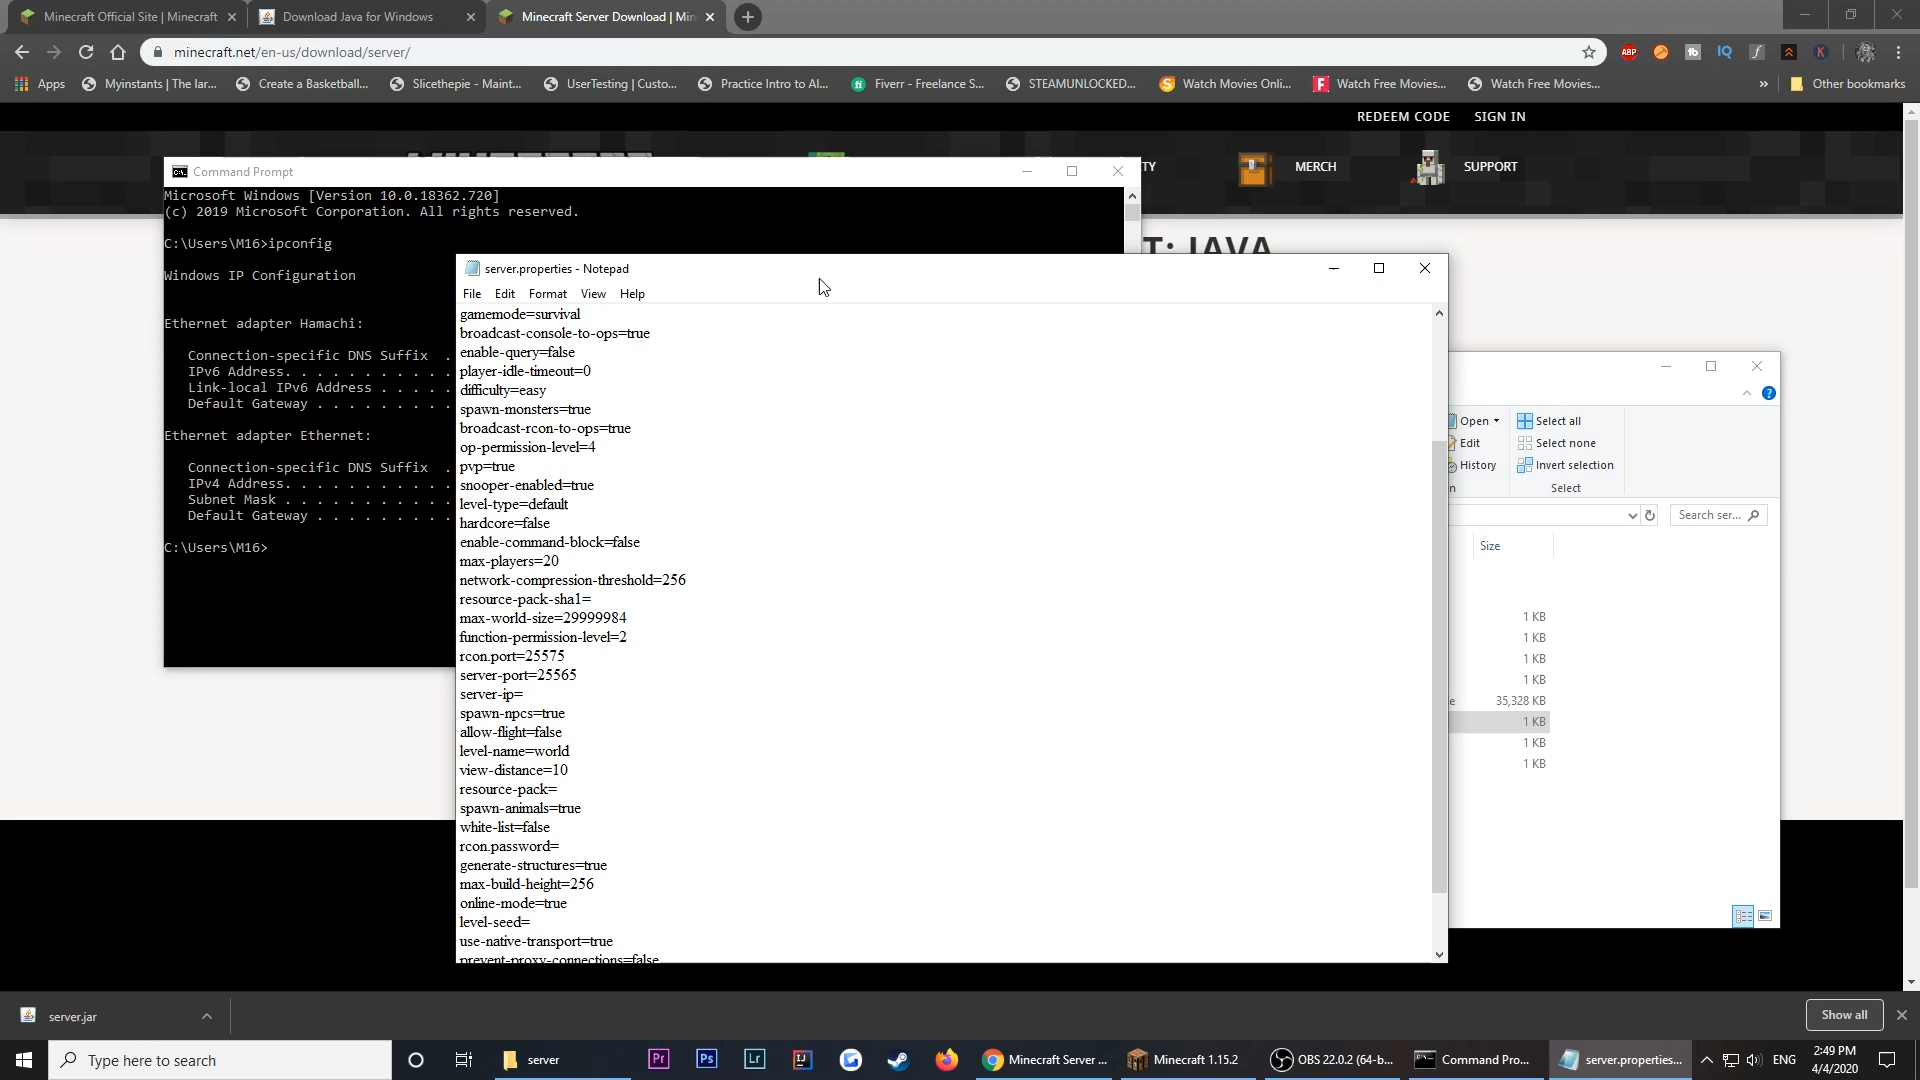 Minecraft Official Site | Minecraft
Download Java for Windows
Minecraft Server Download | Min
minecraft.net/en-us/download/server/
ABP
IQ
f
K
Apps
Myinstants | The lar...
Create a Basketball...
Slicethepie - Maint...
UserTesting | Custo...
Practice Intro to Al...
Fiverr - Freelance S...
STEAMUNLOCKED...
Watch Movies Onli...
Watch Free Movies...
Watch Free Movies...
»
Other bookmarks
REDEEM CODE
SIGN IN
TY
MERCH
SUPPORT
T: JAVA
Command Prompt
Microsoft Windows [Version 10.0.18362.720]
(c) 2019 Microsoft Corporation. All rights reserved.
C:\Users\M16>ipconfig
Windows IP Configuration
Ethernet adapter Hamachi:
Connection-specific DNS Suffix .
IPv6 Address. . . . . . . . . . .
Link-local IPv6 Address . . . . .
Default Gateway . . . . . . . . .
Ethernet adapter Ethernet:
Connection-specific DNS Suffix .
IPv4 Address. . . . . . . . . . .
Subnet Mask . . . . . . . . . . .
Default Gateway . . . . . . . . .
C:\Users\M16>
server.properties - Notepad
File Edit Format View Help
gamemode=survival
broadcast-console-to-ops=true
enable-query=false
player-idle-timeout=0
difficulty=easy
spawn-monsters=true
broadcast-rcon-to-ops=true
op-permission-level=4
pvp=true
snooper-enabled=true
level-type=default
hardcore=false
enable-command-block=false
max-players=20
network-compression-threshold=256
resource-pack-sha1=
max-world-size=29999984
function-permission-level=2
rcon.port=25575
server-port=25565
server-ip=
spawn-npcs=true
allow-flight=false
level-name=world
view-distance=10
resource-pack=
spawn-animals=true
white-list=false
rcon.password=
generate-structures=true
max-build-height=256
online-mode=true
level-seed=
use-native-transport=true
prevent-proxy-connections=false
Open
Edit
History
n
Select all
Select none
Invert selection
Select
Search ser...
Size
1 KB
1 KB
1 KB
1 KB
e 35,328 KB
1 KB
1 KB
1 KB
server.jar
Show all
Type here to search
server
Pr
Ps
Lr
IJ
Minecraft Server ...
Minecraft 1.15.2
OBS 22.0.2 (64-b...
Command Pro...
server.properties...
ENG
2:49 PM
4/4/2020